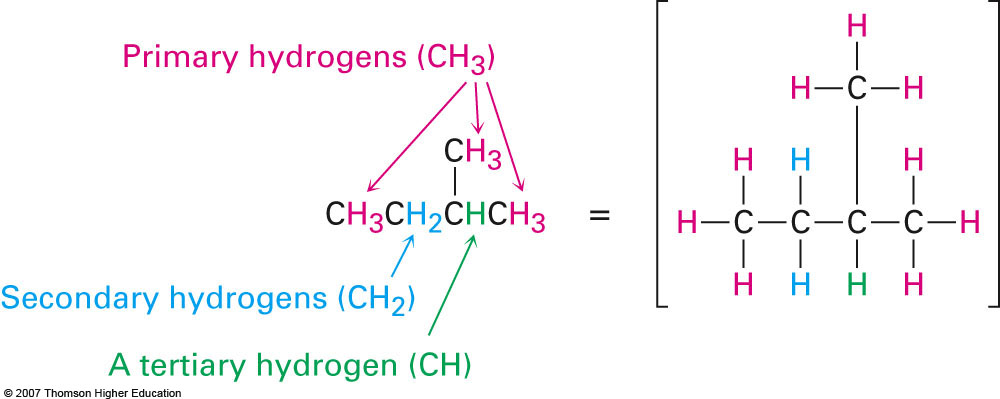 Primary hydrogens (CH3)
CH3
CH3CH2CHCH3
=
Secondary hydrogens (CH2)
A tertiary hydrogen (CH)
© 2007 Thomson Higher Education
H
H—C—H
H H H
H—C—C—C—C—H
H H H H